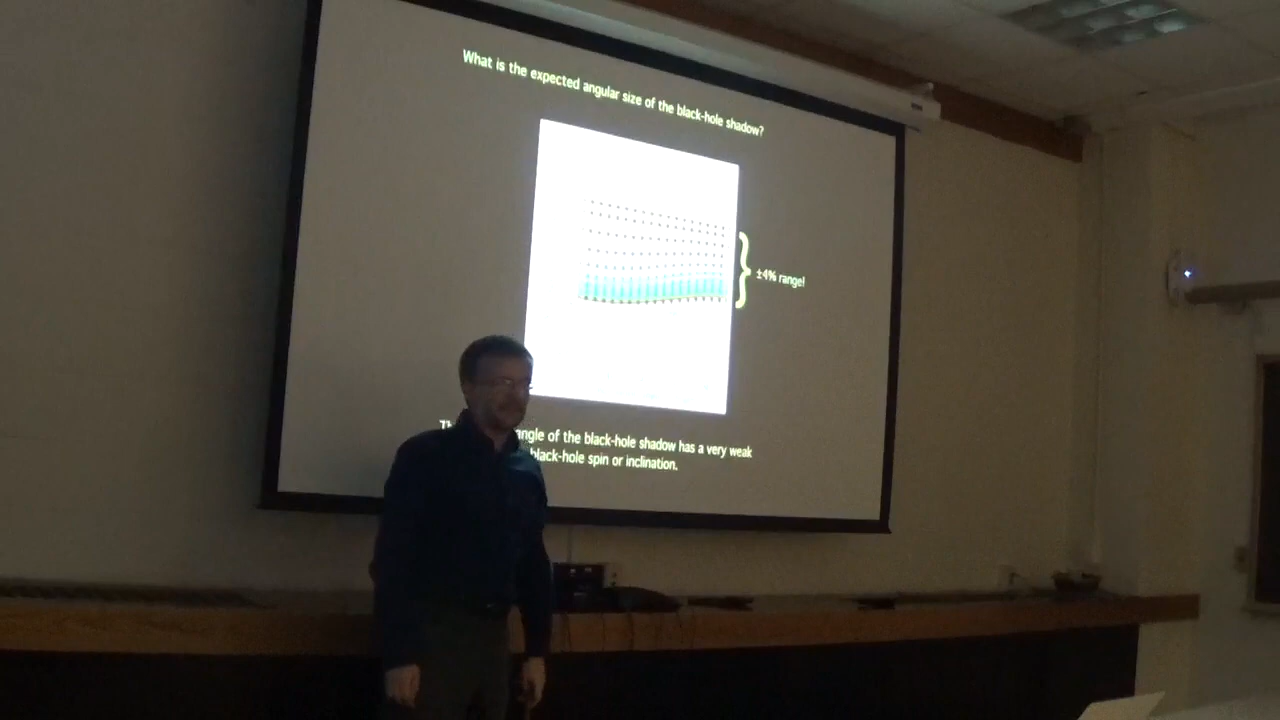 What is the expected angular size of the black-hole shadow?
±4% range!
angle of the black-hole shadow has a very weak
black-hole spin or inclination.